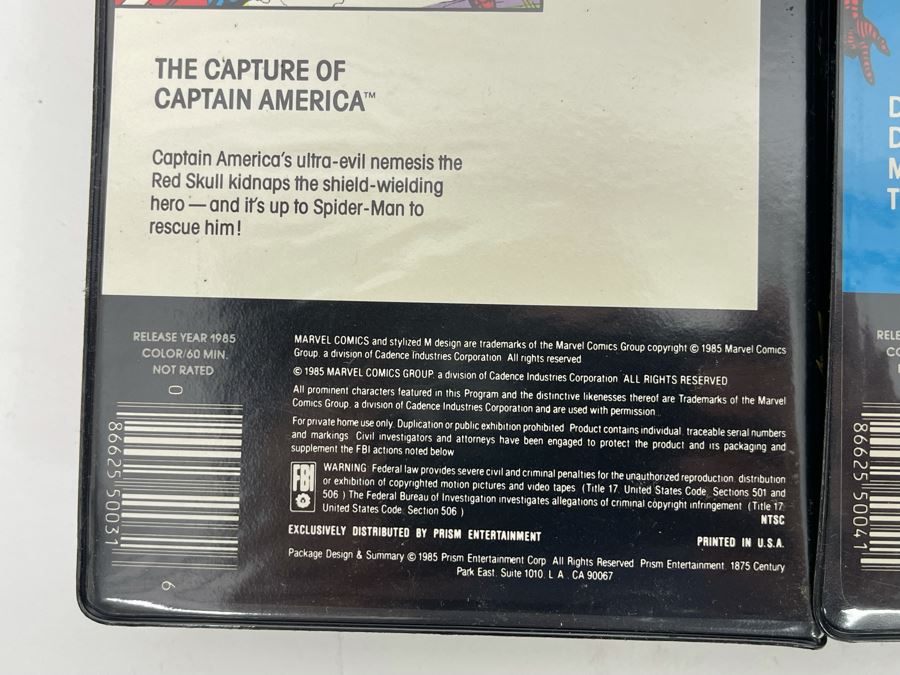 THE CAPTURE OF
CAPTAIN AMERICA™
Captain America's ultra-evil nemesis the
Red Skull kidnaps the shield-wielding
hero — and it's up to Spider-Man to
rescue him!
RELEASE YEAR 1985
COLOR/60 MIN.
NOT RATED
0
86625 50031
6
MARVEL COMICS and stylized M design are trademarks of the Marvel Comics Group copyright © 1985 Marvel Comics
Group, a division of Cadence Industries Corporation All rights reserved
© 1985 MARVEL COMICS GROUP, a division of Cadence Industries Corporation ALL RIGHTS RESERVED
All prominent characters featured in this Program and the distinctive likenesses thereof are Trademarks of the Marvel
Comics Group, a division of Cadence Industries Corporation and are used with permission.
For private home use only. Duplication or public exhibition prohibited. Product contains individual, traceable serial numbers
and markings. Civil investigators and attorneys have been engaged to protect the product and its packaging and
supplement the FBI actions noted below
FBI
WARNING Federal law provides severe civil and criminal penalties for the unauthorized reproduction, distribution
or exhibition of copyrighted motion pictures and video tapes (Title 17, United States Code, Sections 501 and
506.) The Federal Bureau of Investigation investigates allegations of criminal copyright infringement (Title 17
United States Code, Section 506.)
NTSC
EXCLUSIVELY DISTRIBUTED BY PRISM ENTERTAINMENT
PRINTED IN U.S.A.
Package Design & Summary © 1985 Prism Entertainment Corp. All Rights Reserved. Prism Entertainment, 1875 Century
Park East, Suite 1010, L.A., CA 90067
D
D
M
T
RELE
CO
86625 50041